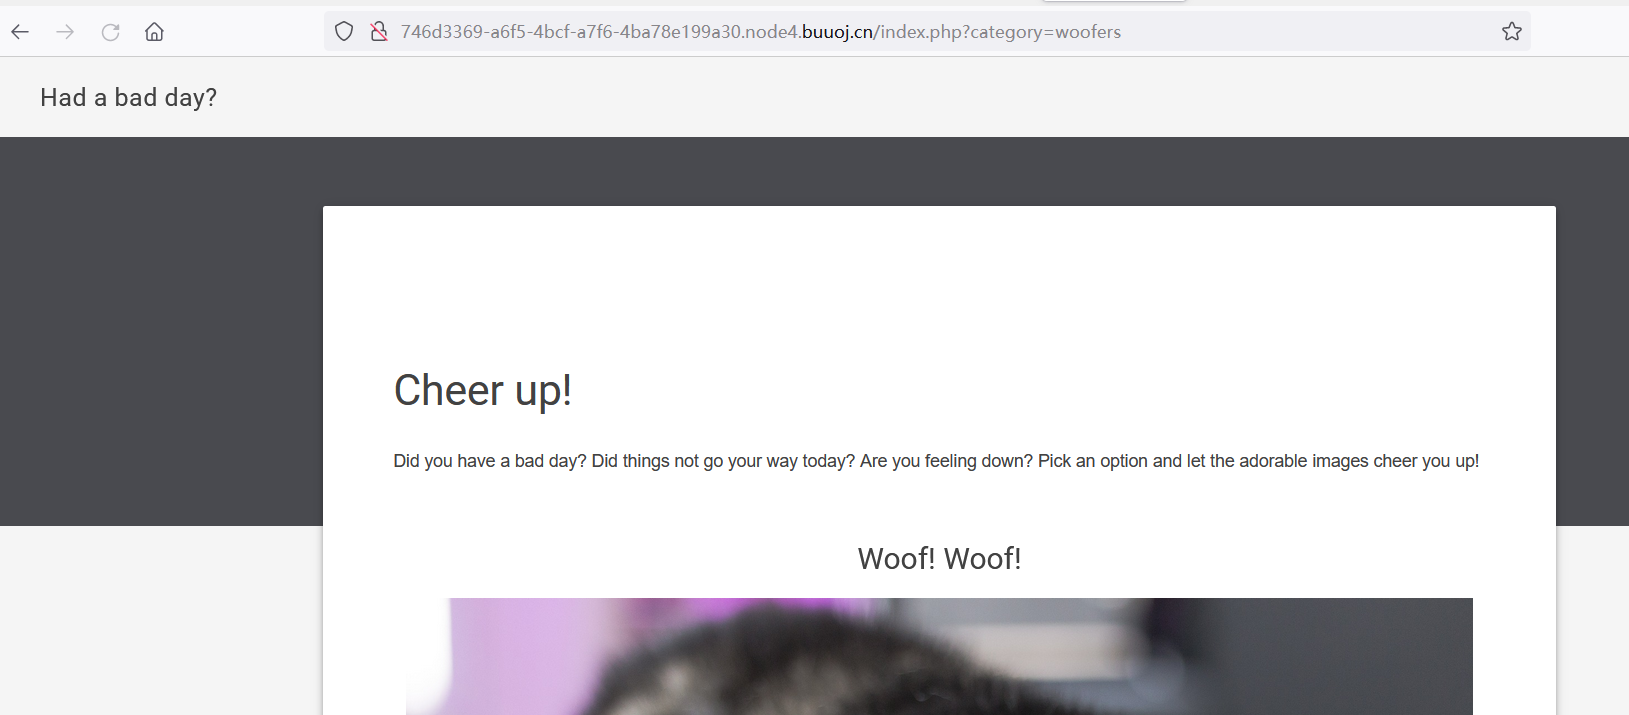 746d3369-a6f5-4bcf-a7f6-4ba78e199a30.node4.buuoj.cn/index.php?category=woofers
Had a bad day?
Cheer up!
Did you have a bad day? Did things not go your way today? Are you feeling down? Pick an option and let the adorable images cheer you up!
Woof! Woof!